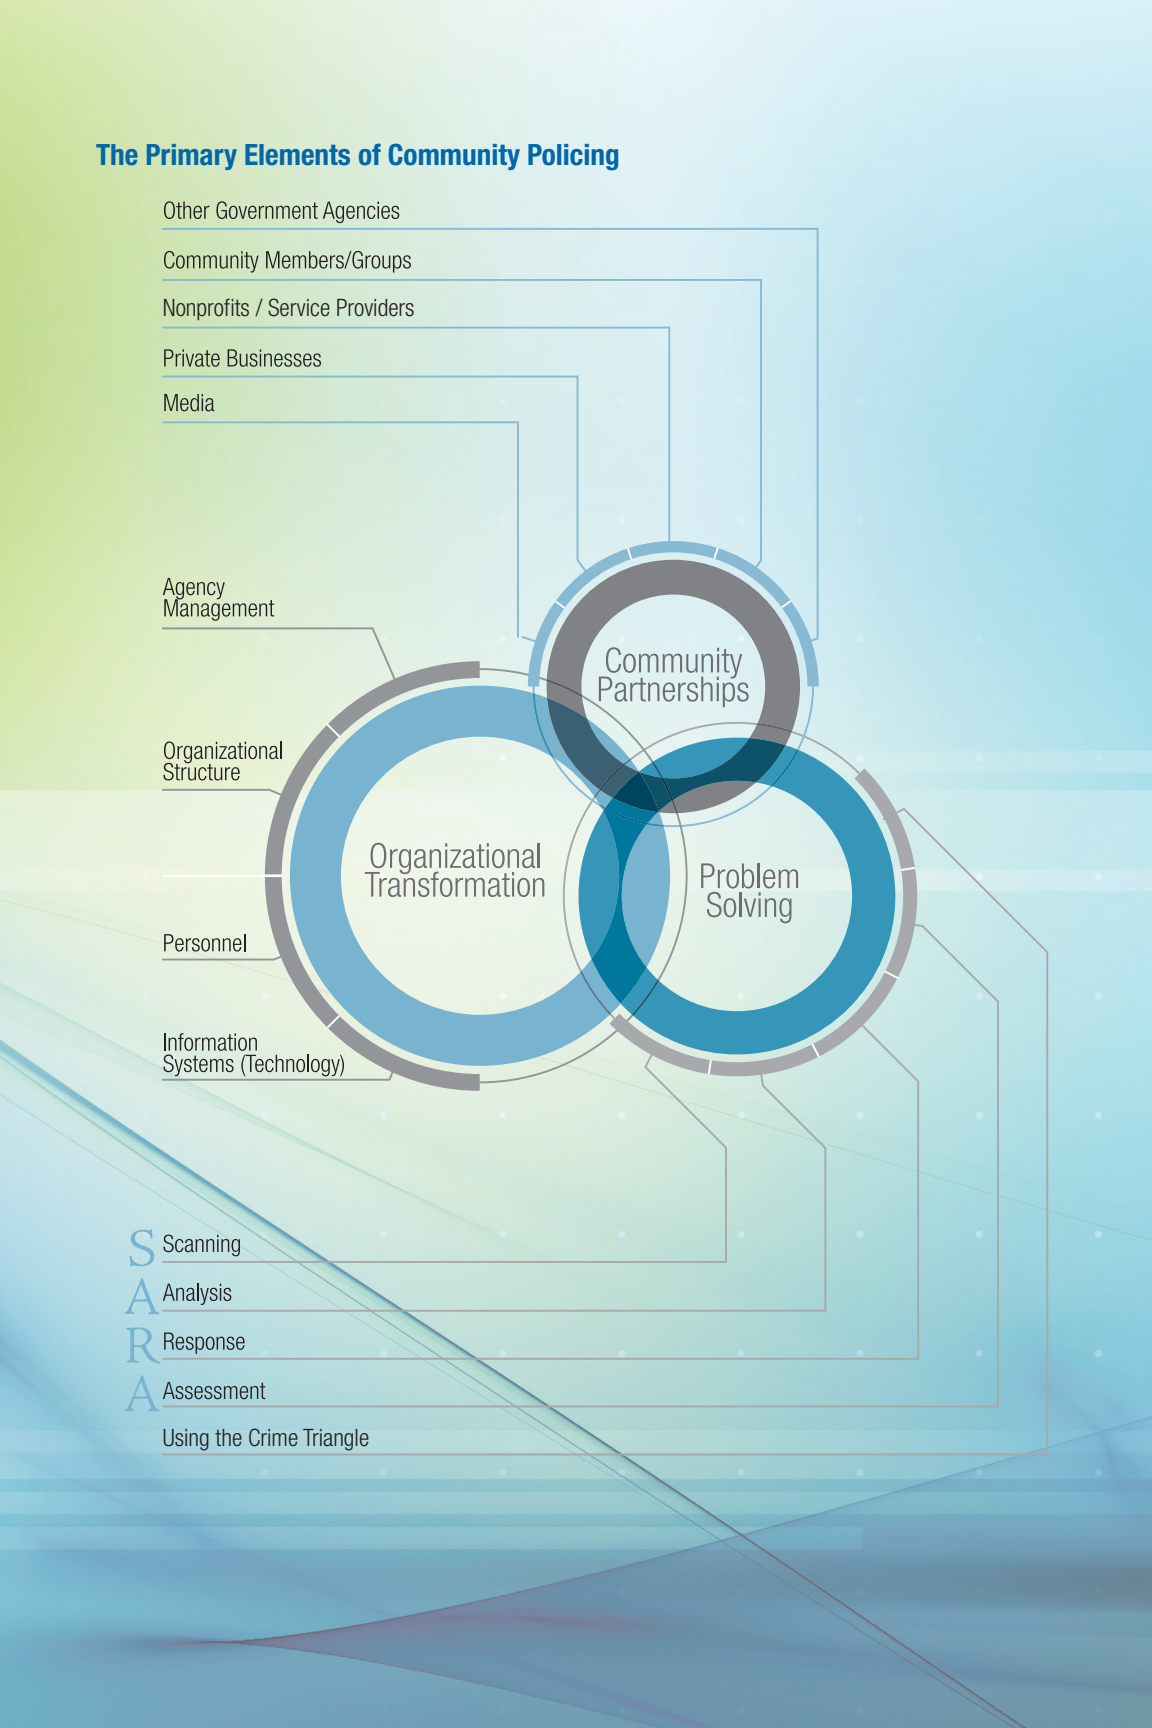 The Primary Elements of Community Policing
Other Government Agencies
Community Members/Groups
Nonprofits / Service Providers
Private Businesses
Media
Agency
Management
Community
Partnerships
Organizational
Structure
Organizational
Transformation
Problem
Solving
Personnel
Information
Systems (Technology)
S Scanning
A Analysis
R Response
A Assessment
Using the Crime Triangle